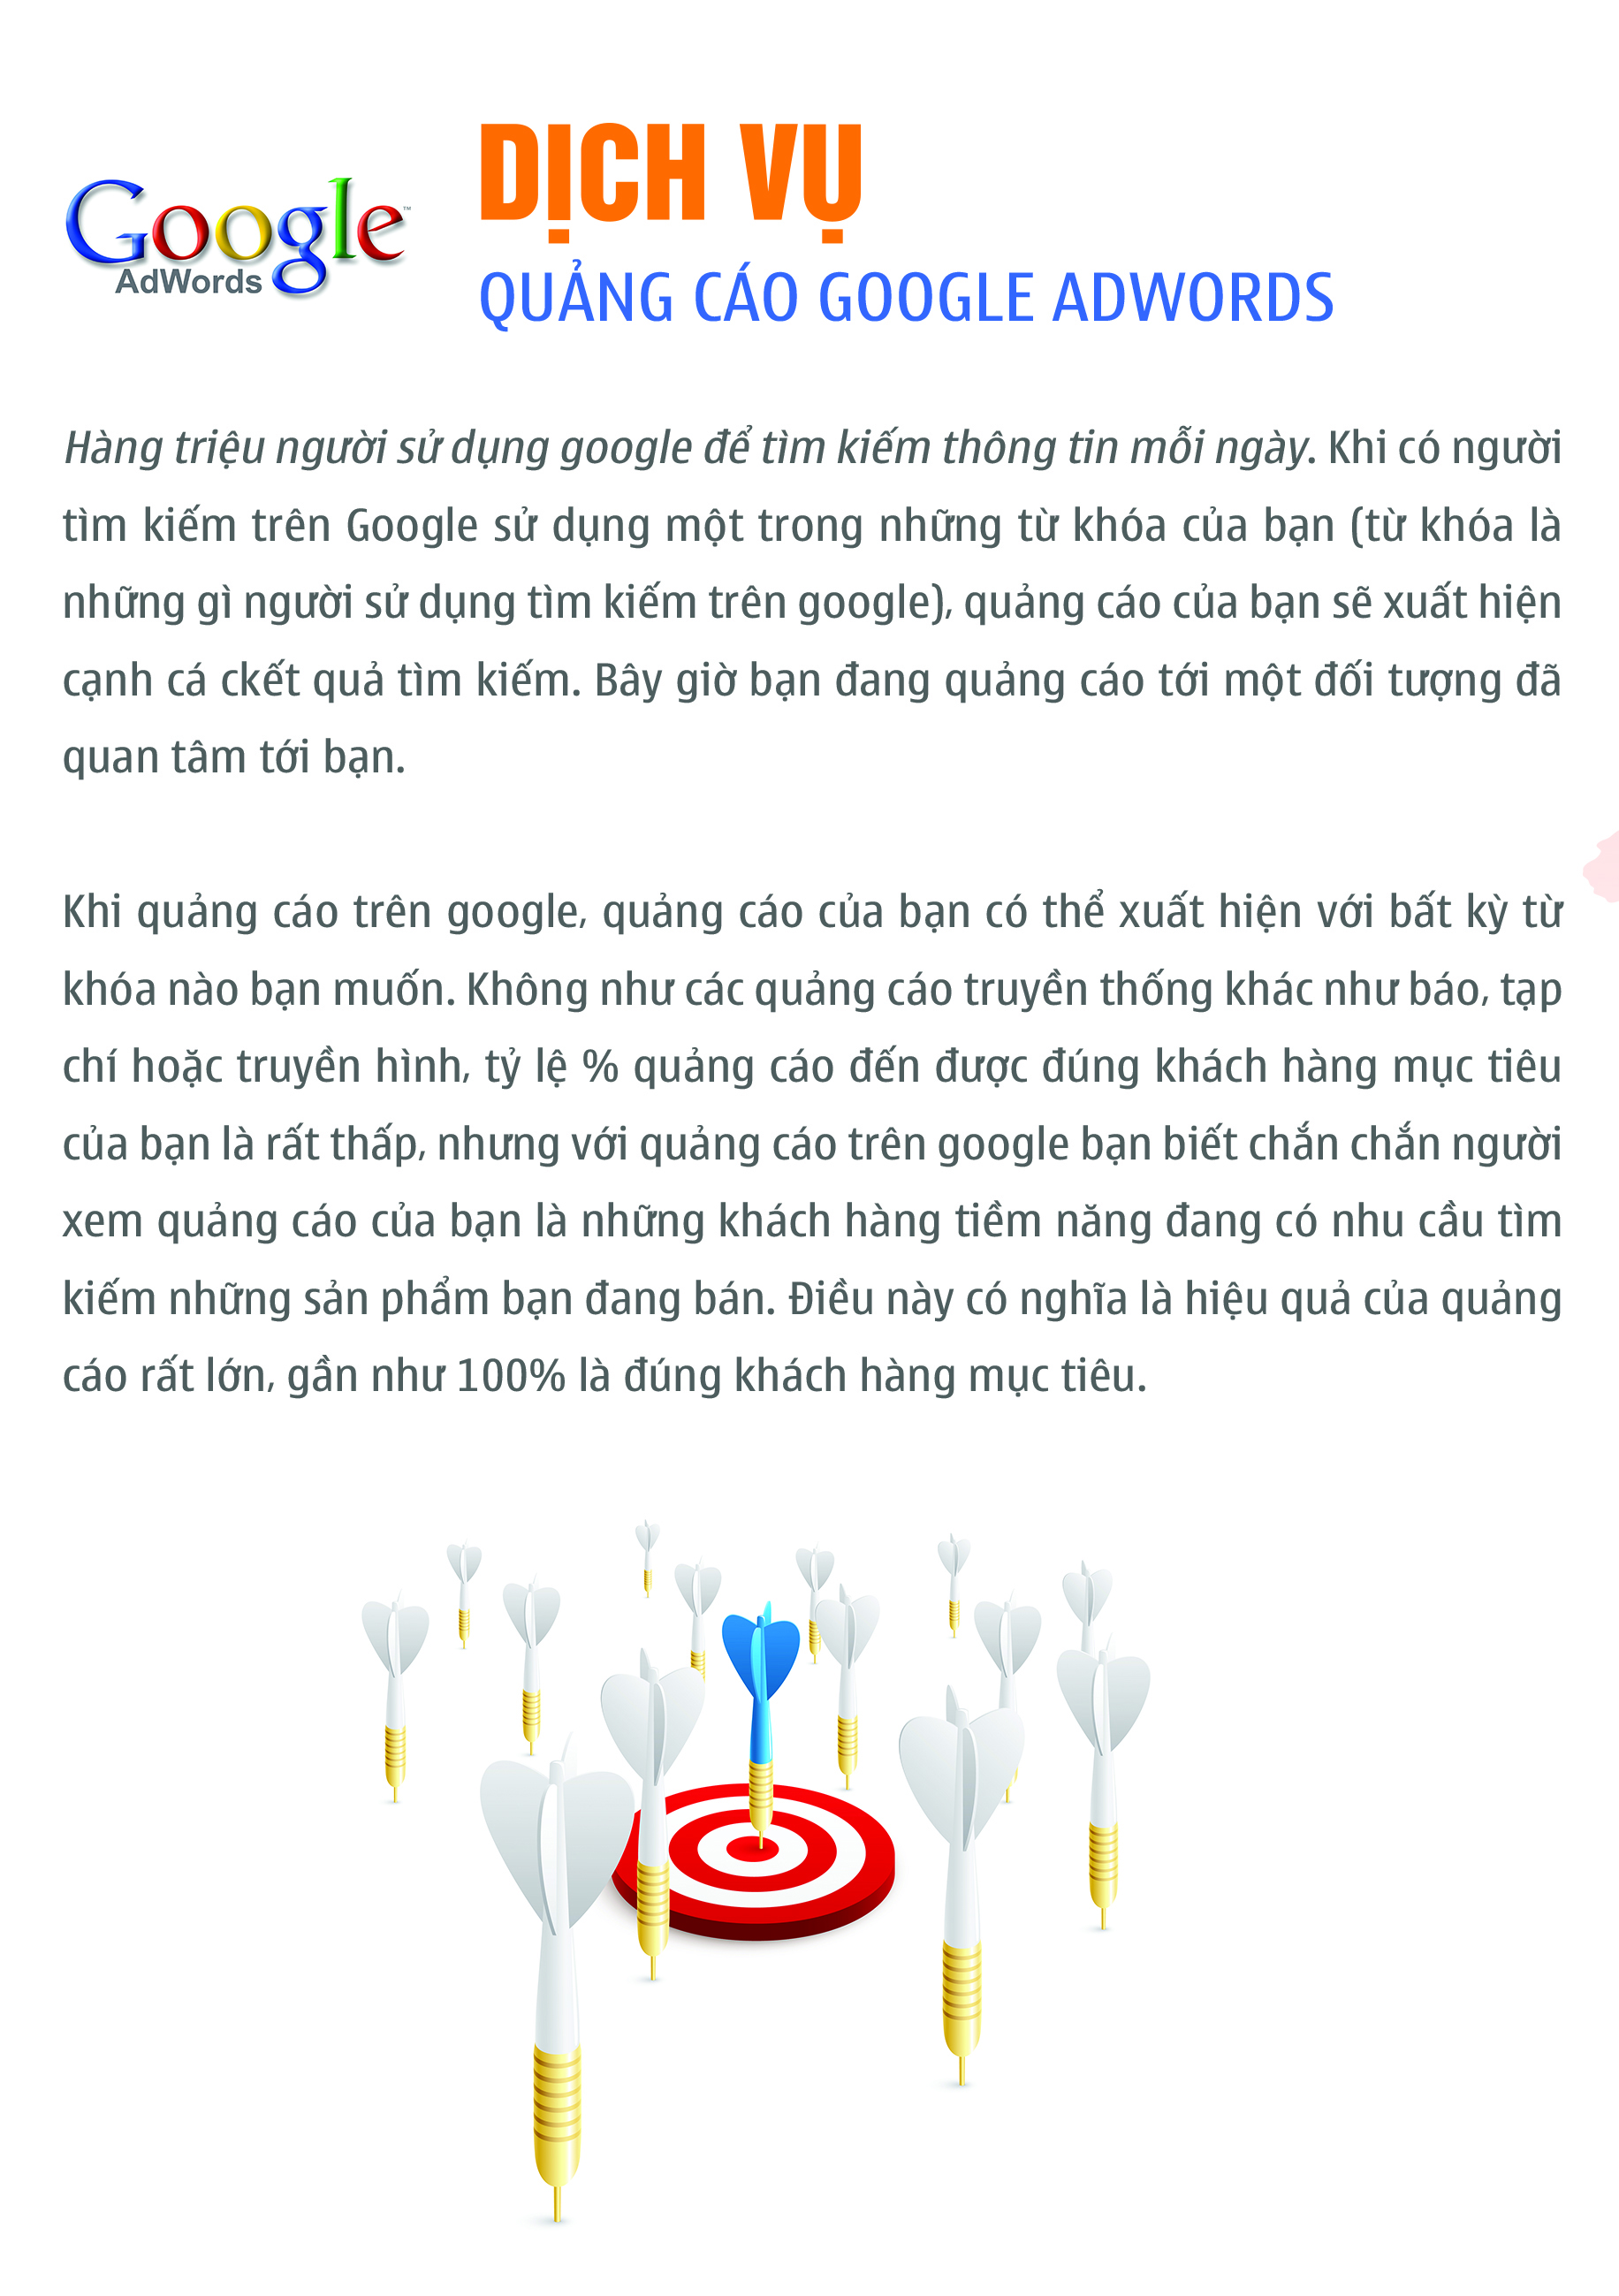 Google™
AdWords
DỊCH VỤ
QUẢNG CÁO GOOGLE ADWORDS
Hàng triệu người sử dụng google để tìm kiếm thông tin mỗi ngày. Khi có người
tìm kiếm trên Google sử dụng một trong những từ khóa của bạn (từ khóa là
những gì người sử dụng tìm kiếm trên google), quảng cáo của bạn sẽ xuất hiện
cạnh cá ckết quả tìm kiếm. Bây giờ bạn đang quảng cáo tới một đối tượng đã
quan tâm tới bạn.
Khi quảng cáo trên google, quảng cáo của bạn có thể xuất hiện với bất kỳ từ
khóa nào bạn muốn. Không như các quảng cáo truyền thống khác như báo, tạp
chí hoặc truyền hình, tỷ lệ % quảng cáo đến được đúng khách hàng mục tiêu
của bạn là rất thấp, nhưng với quảng cáo trên google bạn biết chắn chắn người
xem quảng cáo của bạn là những khách hàng tiềm năng đang có nhu cầu tìm
kiếm những sản phẩm bạn đang bán. Điều này có nghĩa là hiệu quả của quảng
cáo rất lớn, gần như 100% là đúng khách hàng mục tiêu.